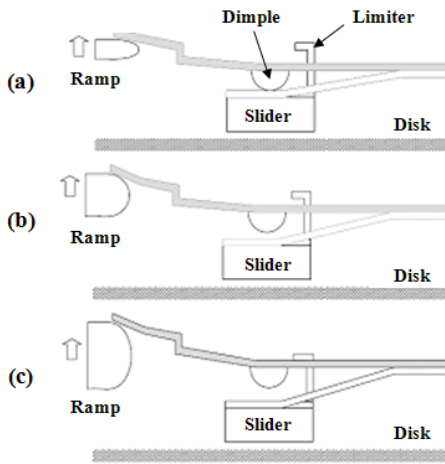 Dimple Limiter
Ramp
(a)
Slider
Disk
(b)
Ramp
Slider
Disk
(c)
Ramp
Slider
Disk